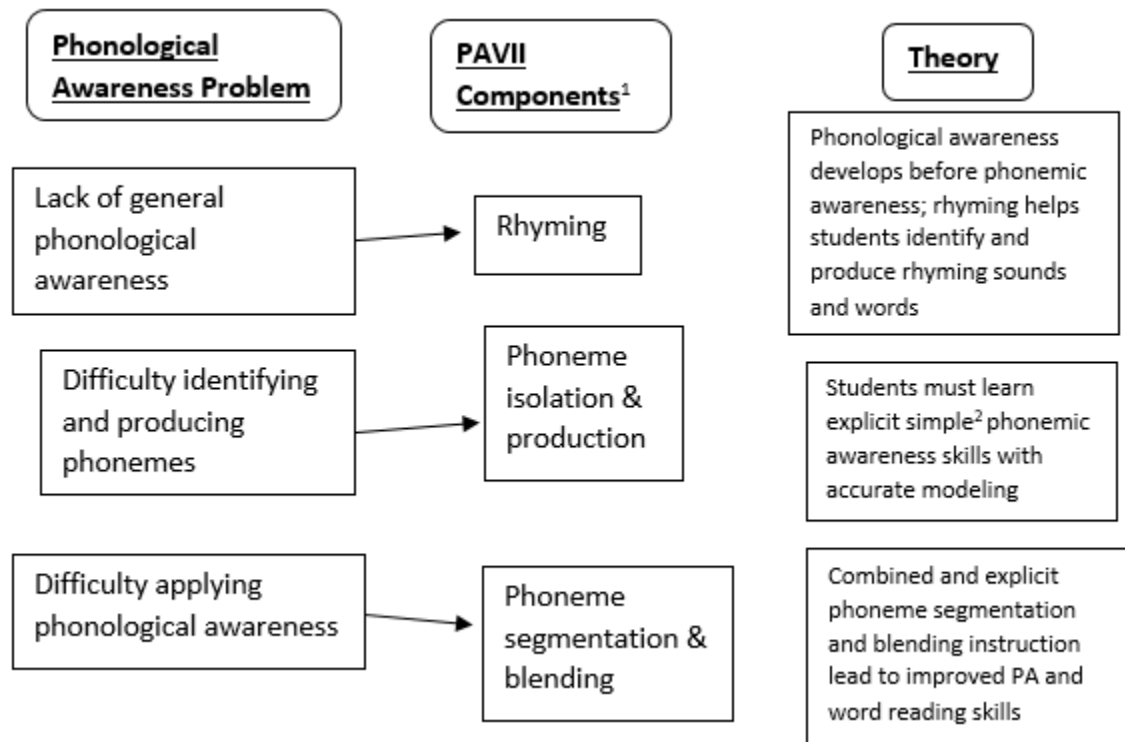 Phonological
Awareness Problem
PAVII
Components¹
Theory
Lack of general
phonological
awareness
Rhyming
Phonological awareness
develops before phonemic
awareness; rhyming helps
students identify and
produce rhyming sounds
and words
Difficulty identifying
and producing
phonemes
Phoneme
isolation &
production
Students must learn
explicit simple² phonemic
awareness skills with
accurate modeling
Difficulty applying
phonological awareness
Phoneme
segmentation &
blending
Combined and explicit
phoneme segmentation
and blending instruction
lead to improved PA and
word reading skills